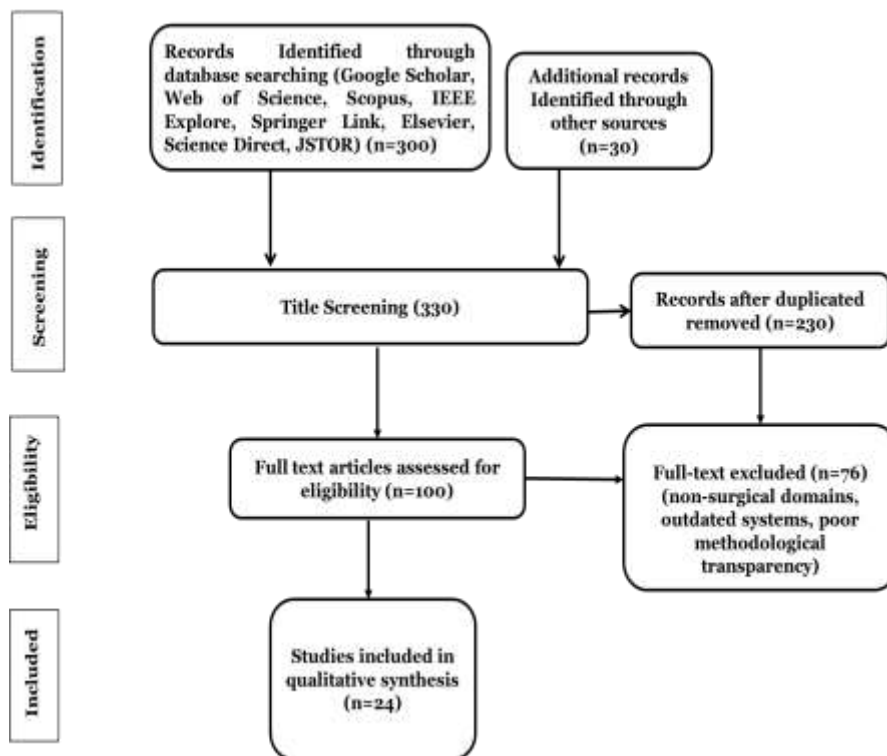 Identification
Records Identified through
database searching (Google Scholar,
Web of Science, Scopus, IEEE
Explore, Springer Link, Elsevier,
Science Direct, JSTOR) (n=300)
Additional records
Identified through
other sources
(n=30)
Screening
Title Screening (330)
Records after duplicated
removed (n=230)
Eligibility
Full text articles assessed for
eligibility (n=100)
Full-text excluded (n=76)
(non-surgical domains,
outdated systems, poor
methodological
transparency)
Included
Studies included in
qualitative synthesis
(n=24)